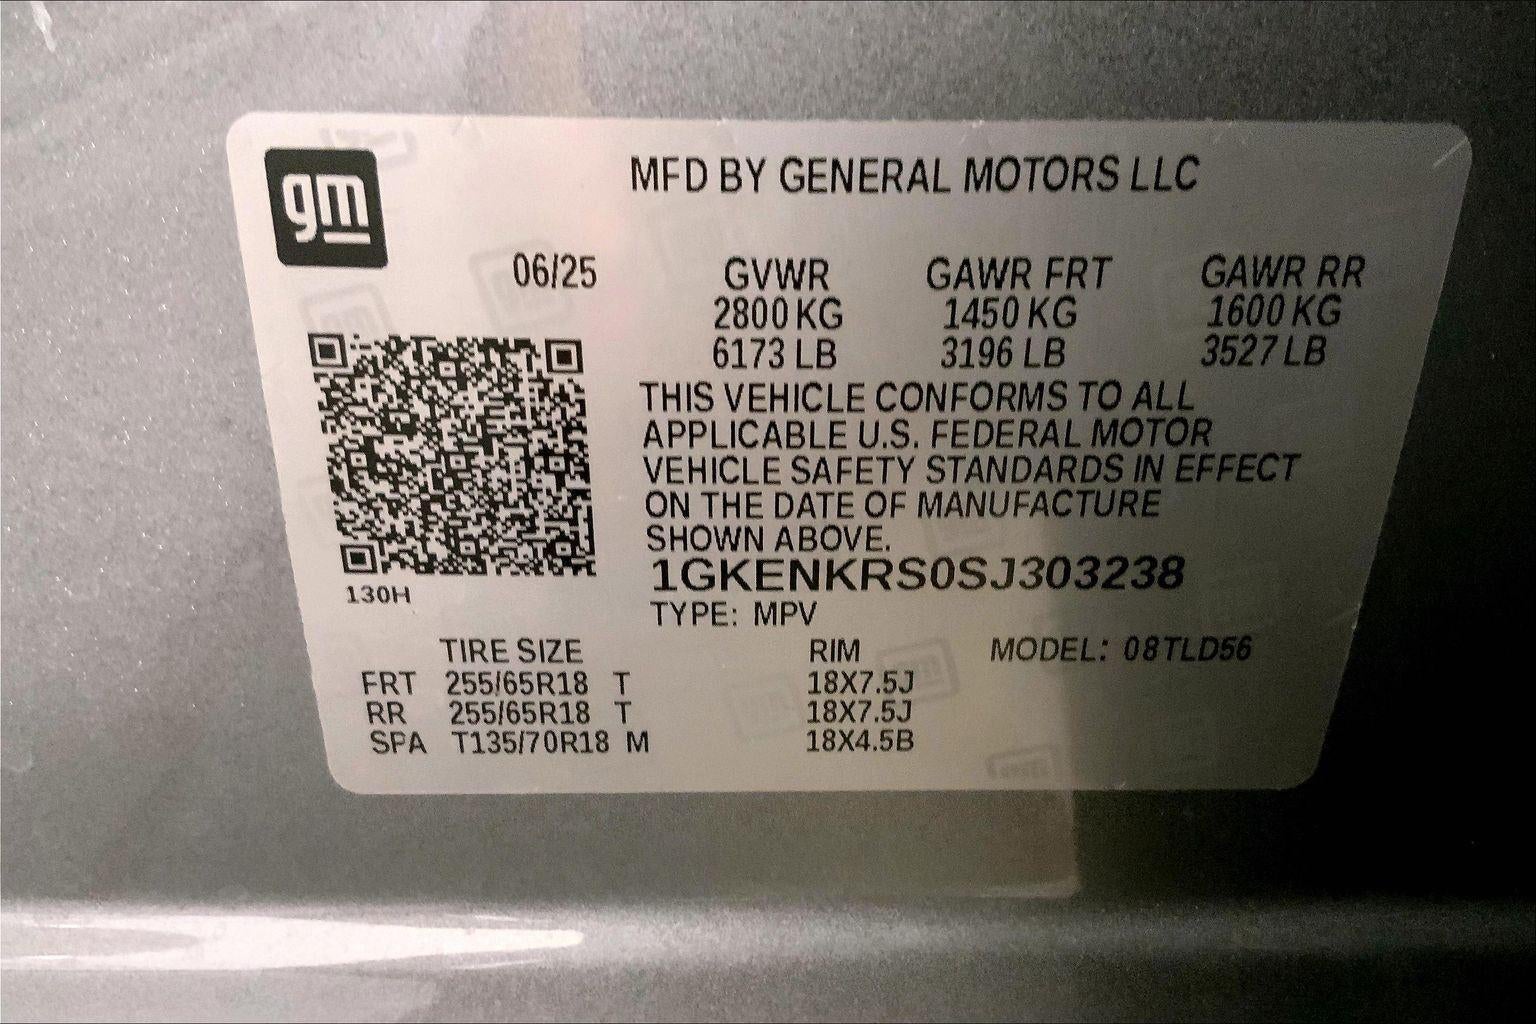 gm
MFD BY GENERAL MOTORS LLC
06/25 GVWR GAWR FRT GAWR RR
2800 KG 1450 KG 1600 KG
6173 LB 3196 LB 3527 LB
THIS VEHICLE CONFORMS TO ALL
APPLICABLE U.S. FEDERAL MOTOR
VEHICLE SAFETY STANDARDS IN EFFECT
ON THE DATE OF MANUFACTURE
SHOWN ABOVE.
1GKENKRS0SJ303238
130H
TYPE: MPV
TIRE SIZE RIM MODEL: 08TLD56
FRT 255/65R18 T 18X7.5J
RR 255/65R18 T 18X7.5J
SPA T135/70R18 M 18X4.5B